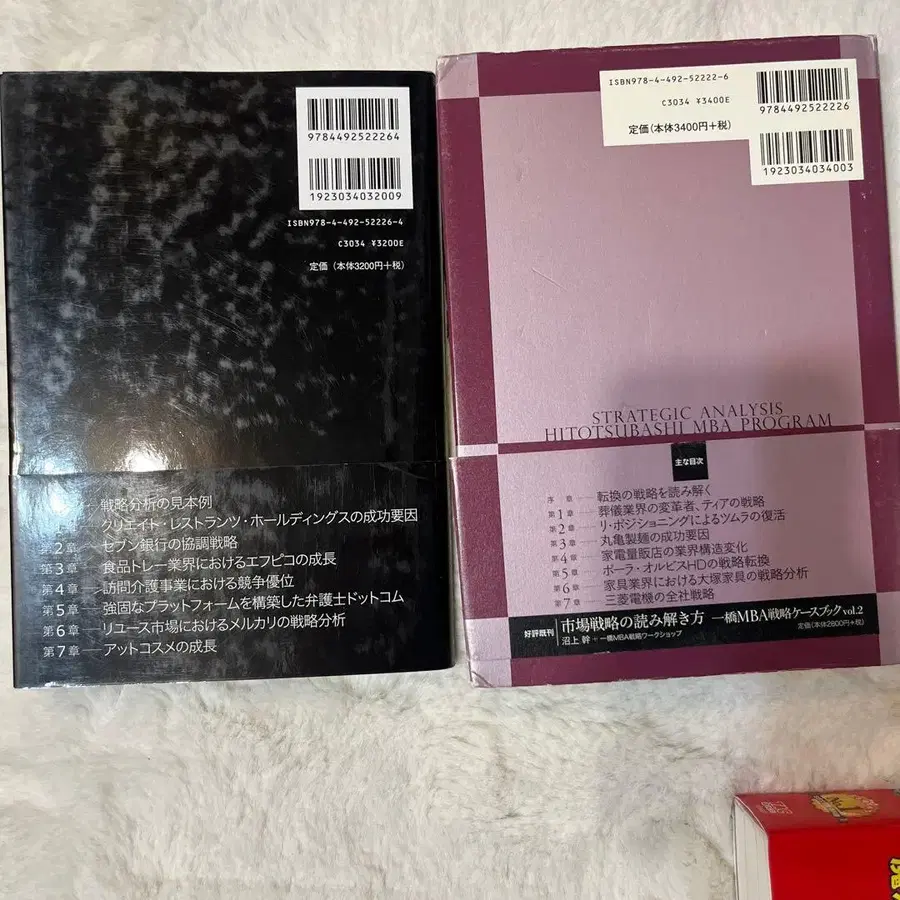 9784492522264
1923034032009
ISBN978-4-492-52226-4
C3034 ¥3200E
定価（本体3200円+税）
戦略分析の見本例
クリエイト・レストランツ・ホールディングスの成功要因
第2章 セブン銀行の協調戦略
第3章 食品トレー業界におけるエフピコの成長
第4章 訪問介護事業における競争優位
第5章 強固なプラットフォームを構築した弁護士ドットコム
第6章 リユース市場におけるメルカリの戦略分析
第7章 アットコスメの成長
ISBN978-4-492-52222-6
C3034 ¥3400E
定価（本体3400円+税）
9784492522226
1923034034003
STRATEGIC ANALYSIS
HITOTSUBASHI MBA PROGRAM
主な目次
序章 転換の戦略を読み解く
第1章 葬儀業界の変革者、ティアの戦略
第2章 リ・ポジショニングによるツムラの復活
第3章 丸亀製麺の成功要因
第4章 家電量販店の業界構造変化
第5章 ポーラ・オルビスHDの戦略転換
第6章 家具業界における大塚家具の戦略分析
第7章 三菱電機の全社戦略
好評既刊 市場戦略の読み解き方 一橋MBA戦略ケースブック vol.2
沼上 幹+一橋MBA戦略ワークショップ 定価（本体2800円+税）